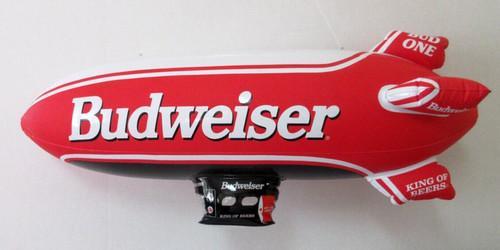 BUD
ONE
Budweiser
Budweiser
KING OF
BEERS
Budweiser
KING OF BEERS